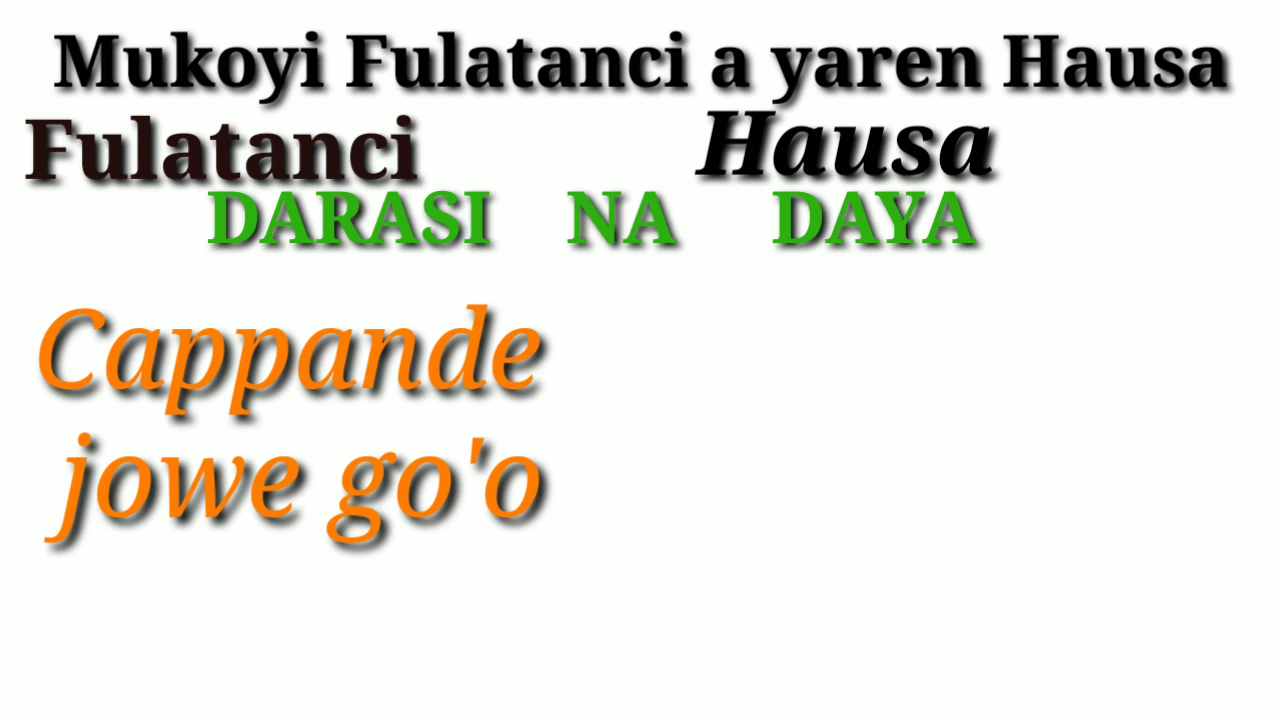 Mukoyi Fulatanci a yaren Hausa
Fulatanci Hausa
DARASI NA DAYA
Cappande
jowe go'o